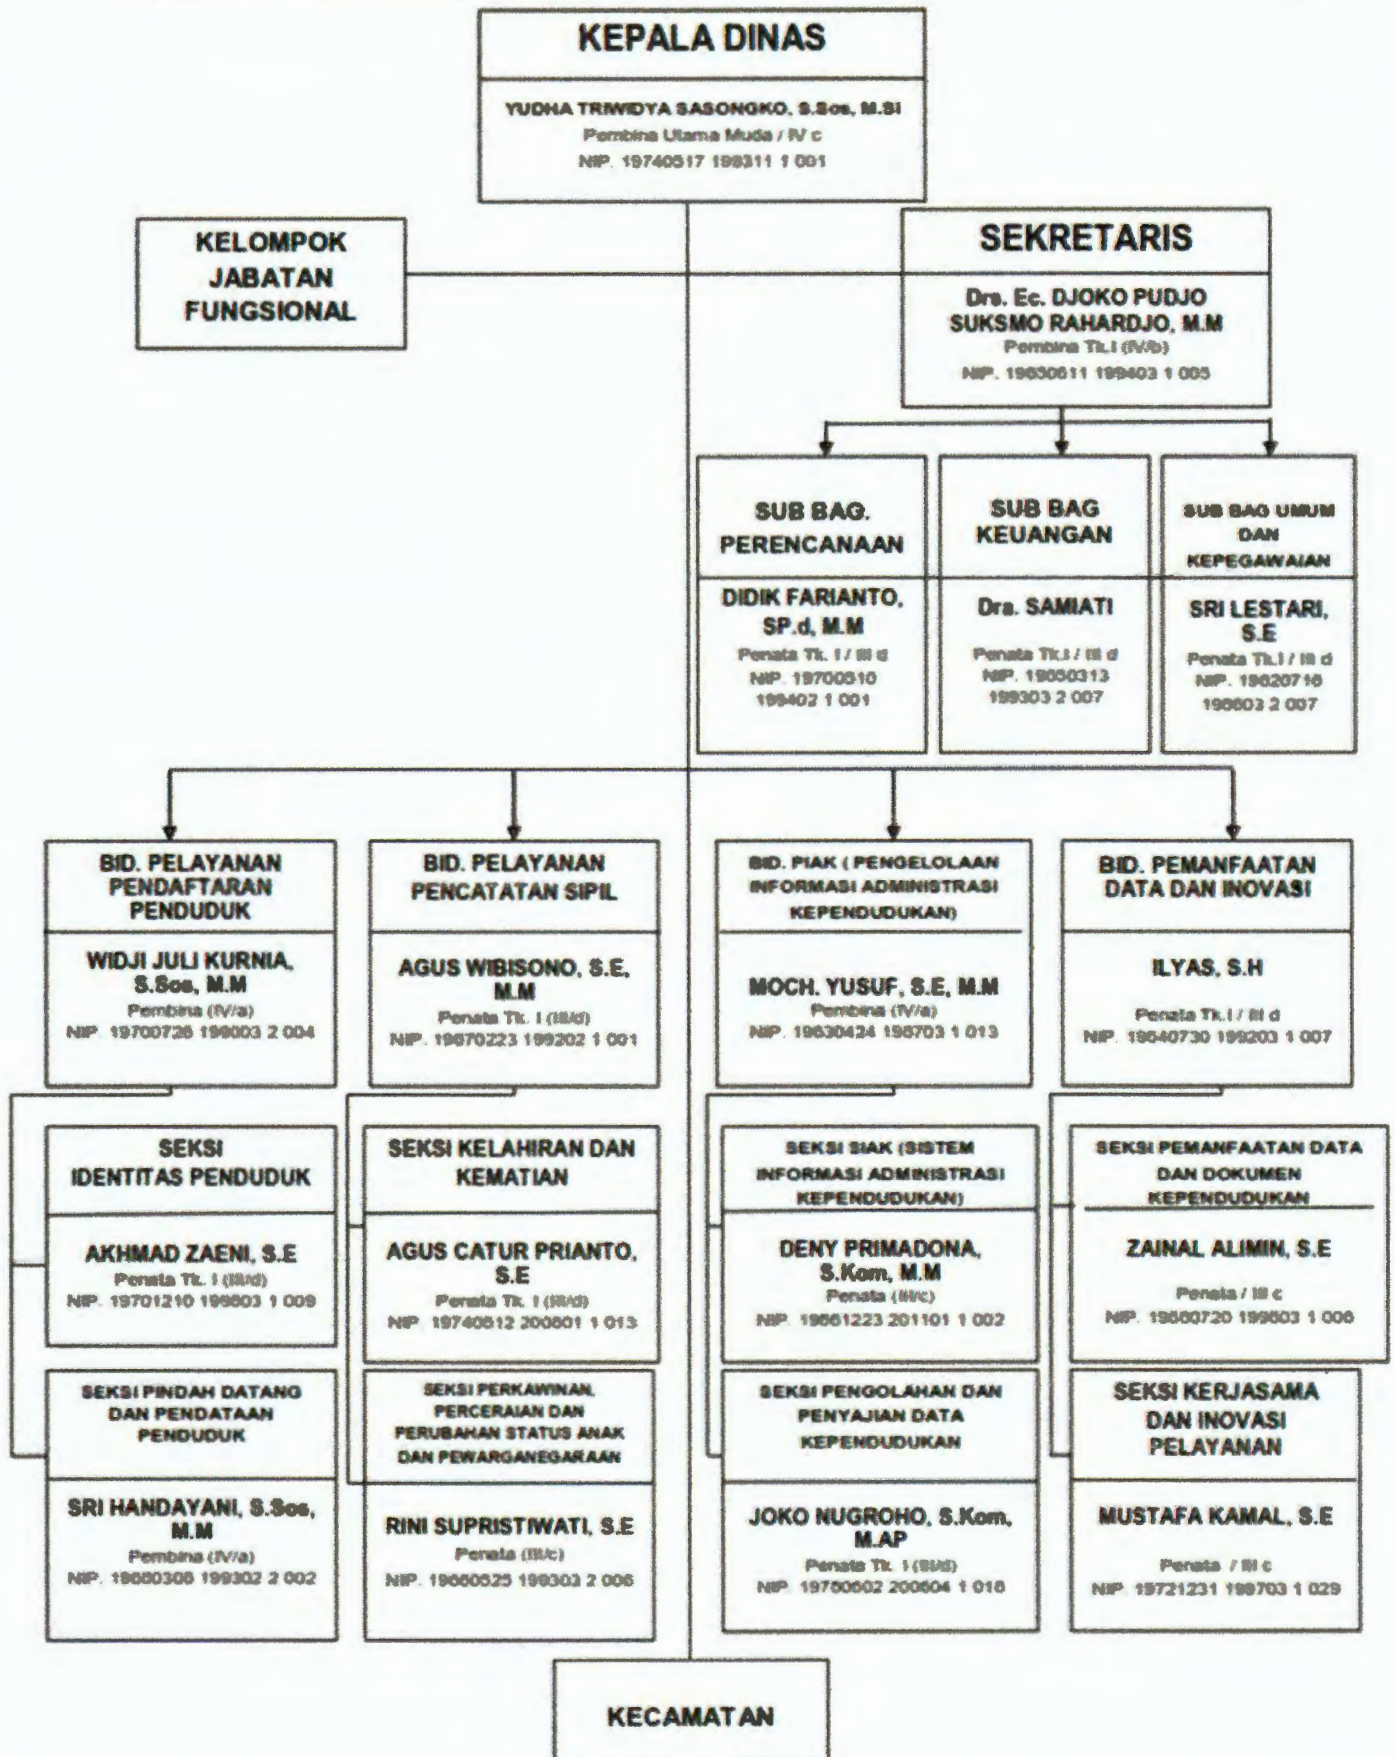 KEPALA DINAS
YUDHA TRIWIDYA SASONGKO, S.Sos, M.Si
Pembina Utama Muda / IV c
NIP. 19740517 199311 1 001
KELOMPOK
JABATAN
FUNGSIONAL
SEKRETARIS
Drs. Ec. DJOKO PUDJO
SUKSMO RAHARDJO, M.M
Pembina Tk.I (IV/b)
NIP. 199403 1 005
SUB BAG.
PERENCANAAN
DIDIK FARIANTO,
SP.d, M.M
Penata Tk. I / III d
NIP. 19700510
199402 1 001
SUB BAG
KEUANGAN
Dra. SAMIATI
Penata Tk.I / III d
NIP. 19650313
199303 2 007
SUB BAG UMUM
DAN
KEPEGAWAIAN
SRI LESTARI,
S.E
Penata Tk.I / III d
NIP. 19620716
198603 2 007
BID. PELAYANAN
PENDAFTARAN
PENDUDUK
WIDJI JULI KURNIA,
S.Sos, M.M
Pembina (IV/a)
NIP. 19700726 199003 2 004
BID. PELAYANAN
PENCATATAN SIPIL
AGUS WIBISONO, S.E,
M.M
Penata Tk. I (III/d)
NIP. 19670223 199202 1 001
BID. PIAK ( PENGELOLAAN
INFORMASI ADMINISTRASI
KEPENDUDUKAN)
MOCH. YUSUF, S.E, M.M
Pembina (IV/a)
NIP. 19630424 198703 1 013
BID. PEMANFAATAN
DATA DAN INOVASI
ILYAS, S.H
Penata Tk.I / III d
NIP. 19640730 199203 1 007
SEKSI
IDENTITAS PENDUDUK
AKHMAD ZAENI, S.E
Penata Tk. I (III/d)
NIP. 19701210 1 009
SEKSI KELAHIRAN DAN
KEMATIAN
AGUS CATUR PRIANTO,
S.E
Penata Tk. I (III/d)
NIP. 1 013
SEKSI SIAK (SISTEM
INFORMASI ADMINISTRASI
KEPENDUDUKAN)
DENY PRIMADONA,
S.Kom, M.M
Penata (III/c)
NIP. 201101 1 002
SEKSI PEMANFAATAN DATA
DAN DOKUMEN
KEPENDUDUKAN
ZAINAL ALIMIN, S.E
Penata / III c
NIP. 1 006
SEKSI PINDAH DATANG
DAN PENDATAAN
PENDUDUK
SRI HANDAYANI, S.Sos,
M.M
Pembina (IV/a)
NIP. 199302 2 002
SEKSI PERKAWINAN,
PERCERAIAN DAN
PERUBAHAN STATUS ANAK
DAN PEWARGANEGARAAN
RINI SUPRISTIWATI, S.E
Penata (III/c)
NIP. 199303 2 006
SEKSI PENGOLAHAN DAN
PENYAJIAN DATA
KEPENDUDUKAN
JOKO NUGROHO, S.Kom,
M.AP
Penata Tk. I (III/d)
NIP. 200604 1
SEKSI KERJASAMA
DAN INOVASI
PELAYANAN
MUSTAFA KAMAL, S.E
Penata / III c
NIP. 19721231 199703 1 029
KECAMATAN